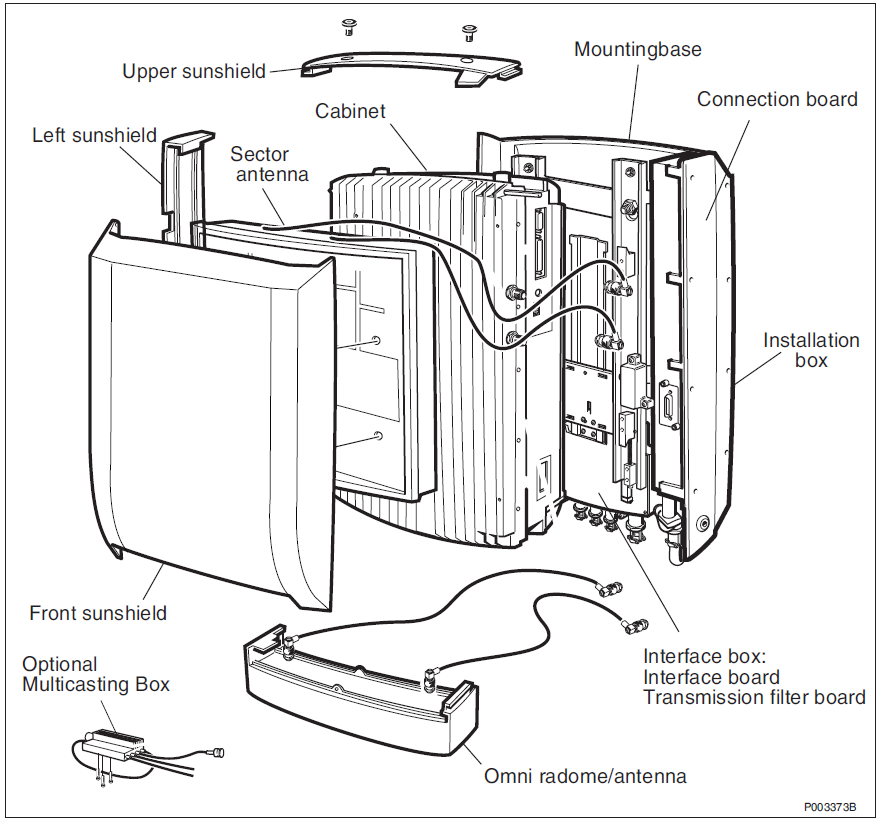 Mountingbase
Upper sunshield
Connection board
Cabinet
Left sunshield
Sector
antenna
Installation
box
Front sunshield
Optional
Multicasting Box
Interface box:
Interface board
Transmission filter board
Omni radome/antenna
P003373B